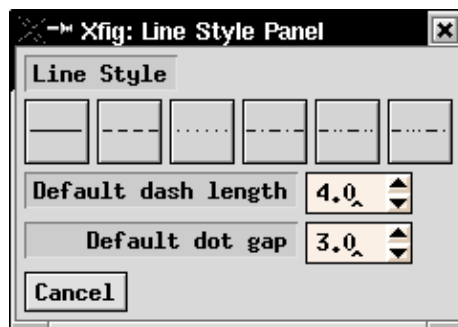 Xfig: Line Style Panel
Line Style
Default dash length 4.0
Default dot gap 3.0
Cancel